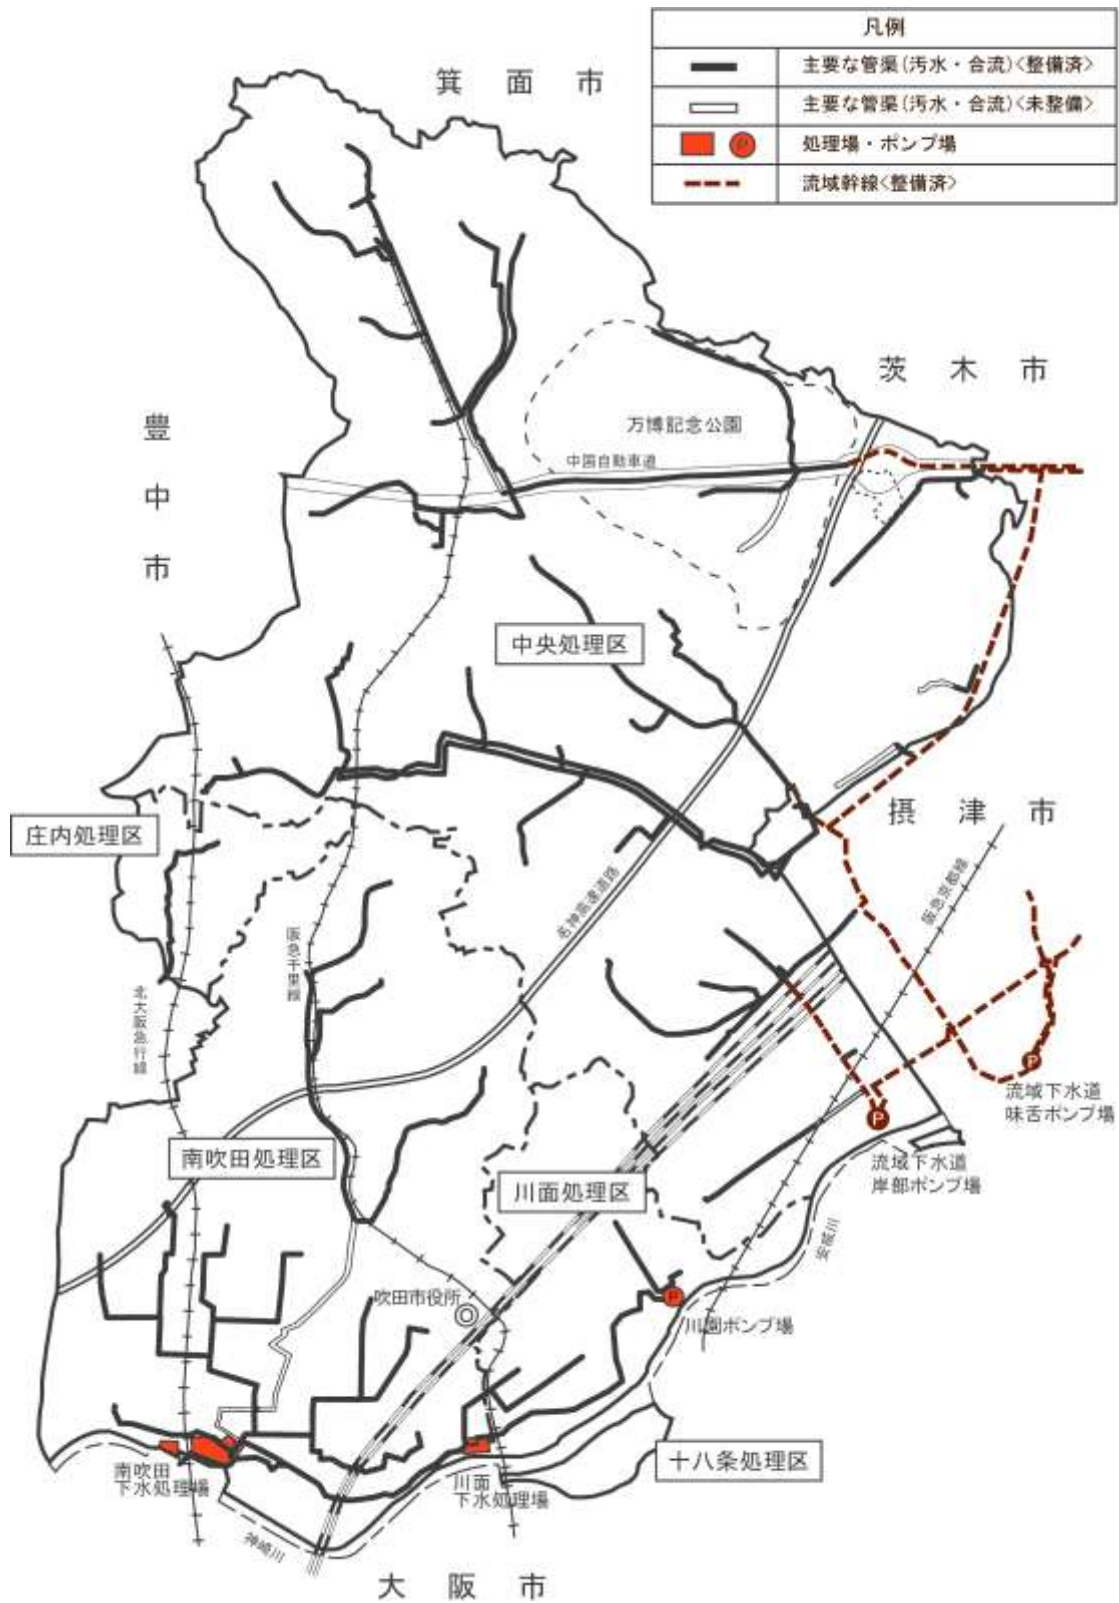 凡例
主要な管渠(汚水・合流)<整備済>
主要な管渠(汚水・合流)<未整備>
P
処理場・ポンプ場
流域幹線<整備済>
箕面市
茨木市
豊中市
万博記念公園
中国自動車道
中央処理区
摂津市
庄内処理区
名神高速道路
阪急京都線
阪急千里線
北大阪急行線
P
流域下水道
味舌ポンプ場
P
流域下水道
岸部ポンプ場
南吹田処理区
川面処理区
安威川
吹田市役所
P
川園ポンプ場
十八条処理区
南吹田
下水処理場
川面
下水処理場
神崎川
大阪市